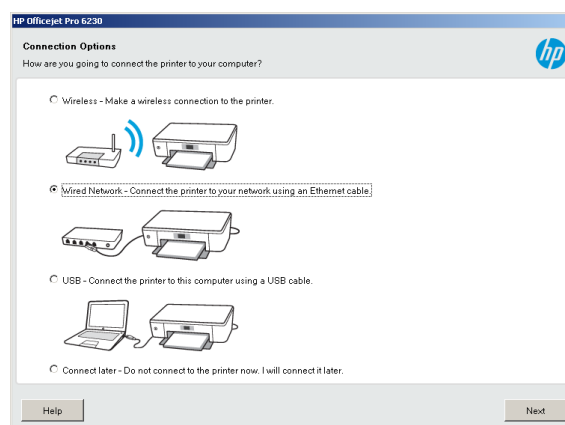 HP Officejet Pro 6230
Connection Options
How are you going to connect the printer to your computer?
hp
Wireless - Make a wireless connection to the printer.
Wired Network - Connect the printer to your network using an Ethernet cable.
USB - Connect the printer to this computer using a USB cable.
Connect later - Do not connect to the printer now. I will connect it later.
Help
Next